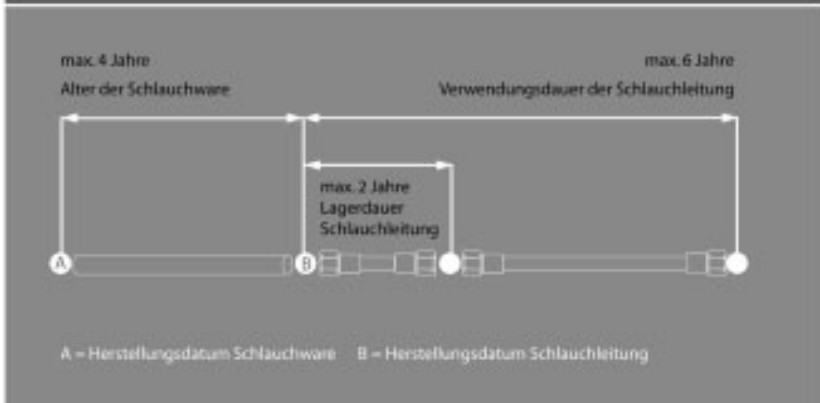 max. 4 Jahre
Alter der Schlauchware
max. 6 Jahre
Verwendungsdauer der Schlauchleitung
max. 2 Jahre
Lagerdauer
Schlauchleitung
A
B
A = Herstellungsdatum Schlauchware B = Herstellungsdatum Schlauchleitung